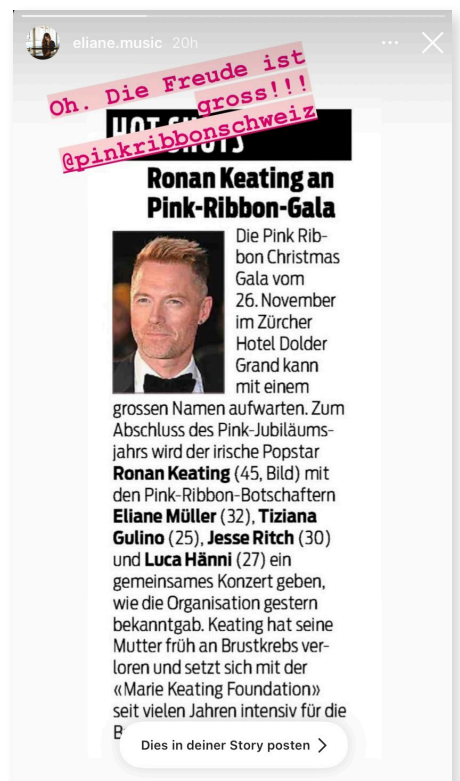 eliane.music 20h
Oh. Die Freude ist
gross!!!
@pinkribbonschweiz
HOT SHOTS
Ronan Keating an
Pink-Ribbon-Gala
Die Pink Rib-
bon Christmas
Gala vom
26. November
im Zürcher
Hotel Dolder
Grand kann
mit einem
grossen Namen aufwarten. Zum
Abschluss des Pink-Jubiläums-
jahrs wird der irische Popstar
Ronan Keating (45, Bild) mit
den Pink-Ribbon-Botschaftern
Eliane Müller (32), Tiziana
Gulino (25), Jesse Ritch (30)
und Luca Hänni (27) ein
gemeinsames Konzert geben,
wie die Organisation gestern
bekanntgab. Keating hat seine
Mutter früh an Brustkrebs ver-
loren und setzt sich mit der
«Marie Keating Foundation»
seit vielen Jahren intensiv für die
Dies in deiner Story posten